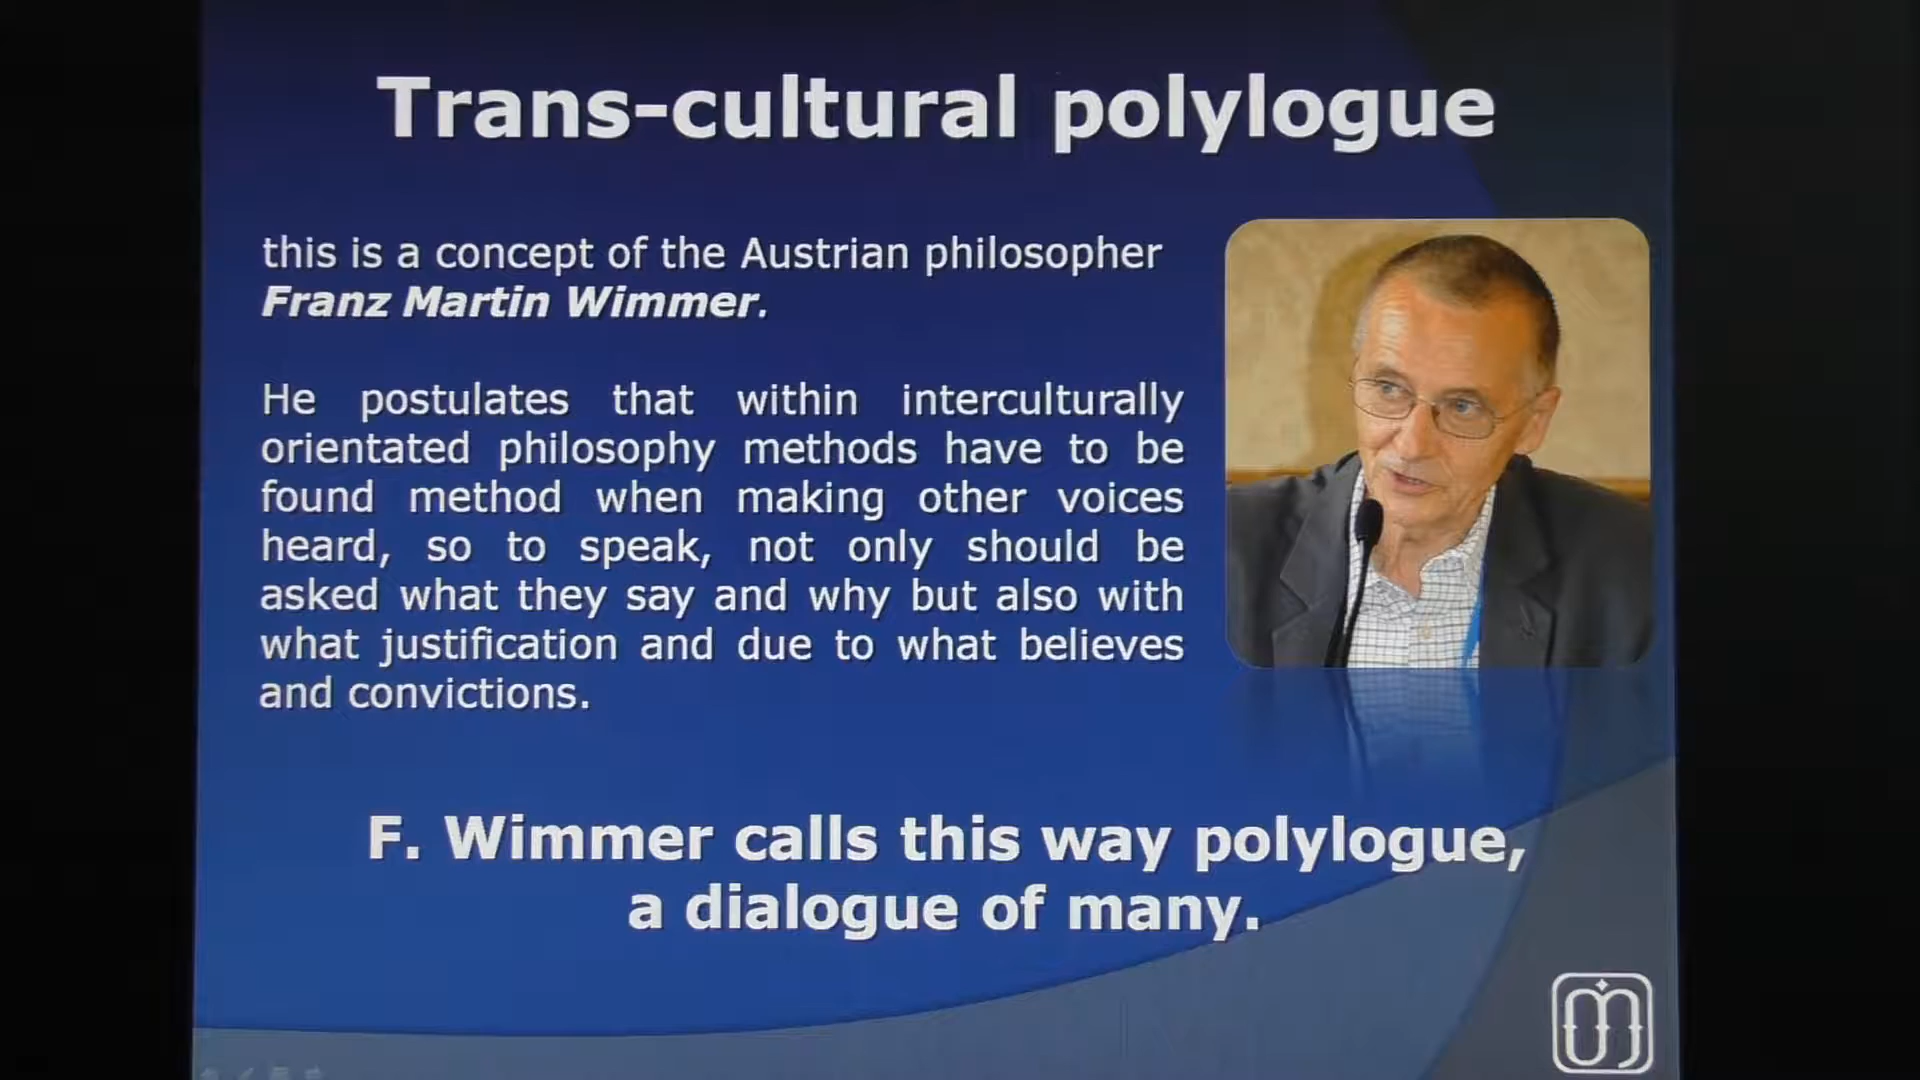 Trans-cultural polylogue
this is a concept of the Austrian philosopher
Franz Martin Wimmer.
He postulates that within interculturally
orientated philosophy methods have to be
found method when making other voices
heard, so to speak, not only should be
asked what they say and why but also with
what justification and due to what believes
and convictions.
F. Wimmer calls this way polylogue,
a dialogue of many.